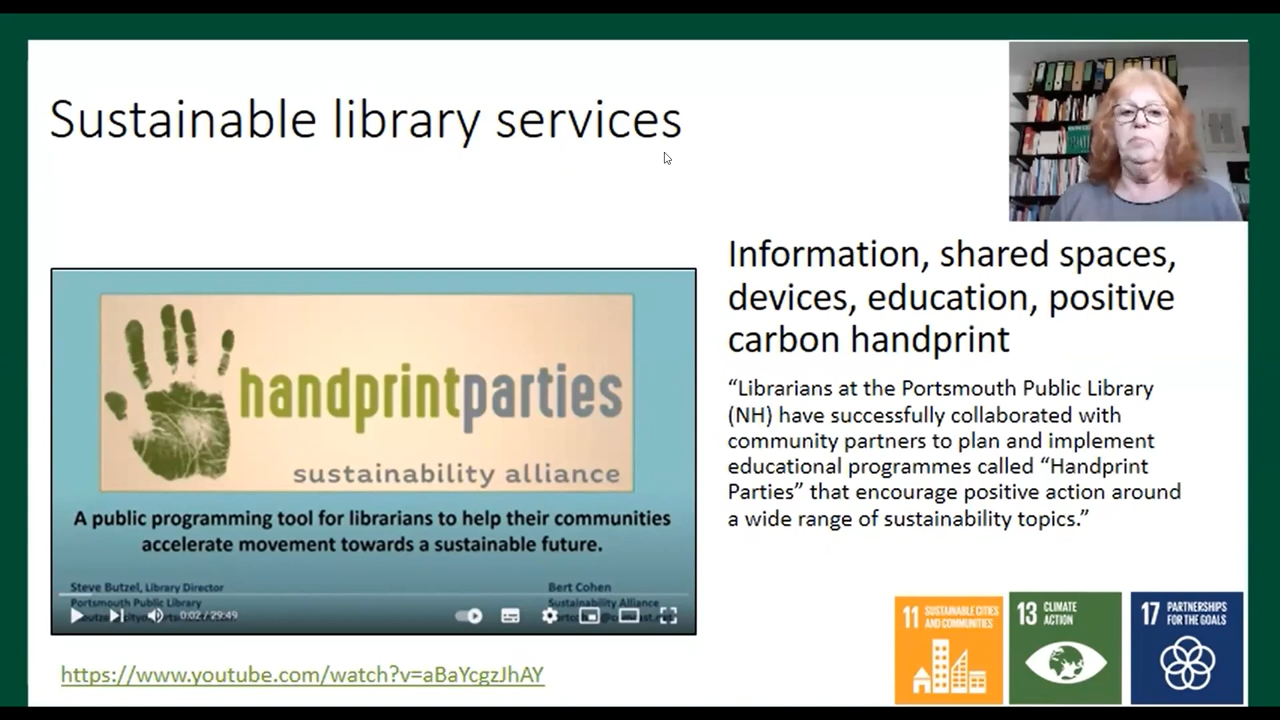 Sustainable library services
handprintparties
sustainability alliance
A public programming tool for librarians to help their communities
accelerate movement towards a sustainable future.
Steve Butzel, Library Director
Portsmouth Public Library
Bert Cohen
Sustainability Alliance
0:02 / 29:49
https://www.youtube.com/watch?v=aBaYcgzJhAY
Information, shared spaces,
devices, education, positive
carbon handprint
“Librarians at the Portsmouth Public Library
(NH) have successfully collaborated with
community partners to plan and implement
educational programmes called “Handprint
Parties” that encourage positive action around
a wide range of sustainability topics.”
11 SUSTAINABLE CITIES
AND COMMUNITIES
13 CLIMATE
ACTION
17 PARTNERSHIPS
FOR THE GOALS